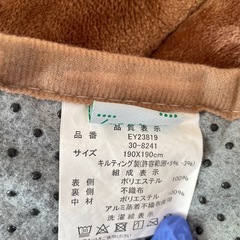 品質表示
品番 EY23819
30-8241
サイズ 190X190cm
キルティング製(許容範囲+5%、-3%)
組成表示
表側 ポリエステル 100%
裏側 不織布
中材 ポリエステル 100%
アルミ蒸着不織布使用
洗濯絵表示